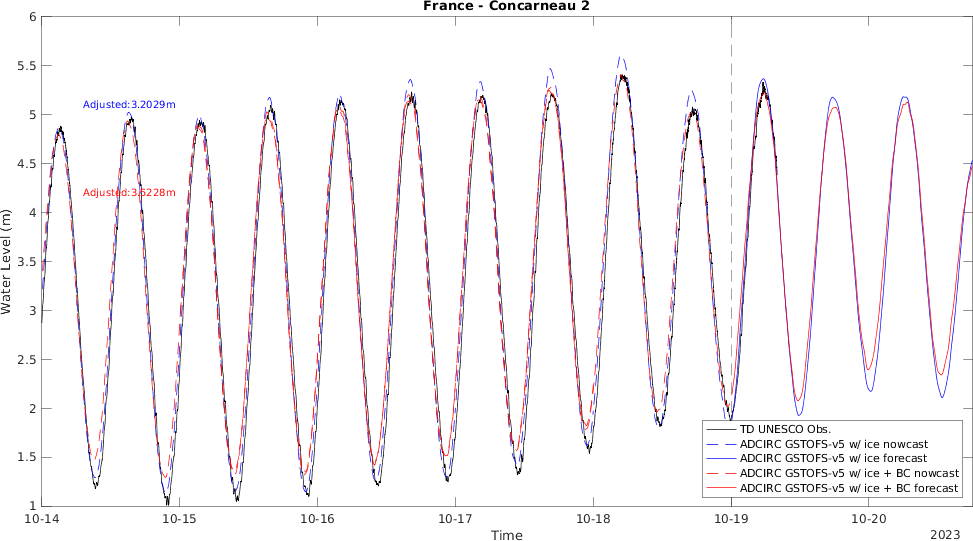 France - Concarneau 2
6
5.5
5
4.5
4
3.5
3
2.5
2
1.5
1
Water Level (m)
Adjusted:3.2029m
Adjusted:3.5228m
TD UNESCO Obs.
ADCIRC GSTOFS-v5 w/ ice nowcast
ADCIRC GSTOFS-v5 w/ ice forecast
ADCIRC GSTOFS-v5 w/ ice + BC nowcast
ADCIRC GSTOFS-v5 w/ ice + BC forecast
10-14 10-15 10-16 10-17 10-18 10-19 10-20
Time
2023